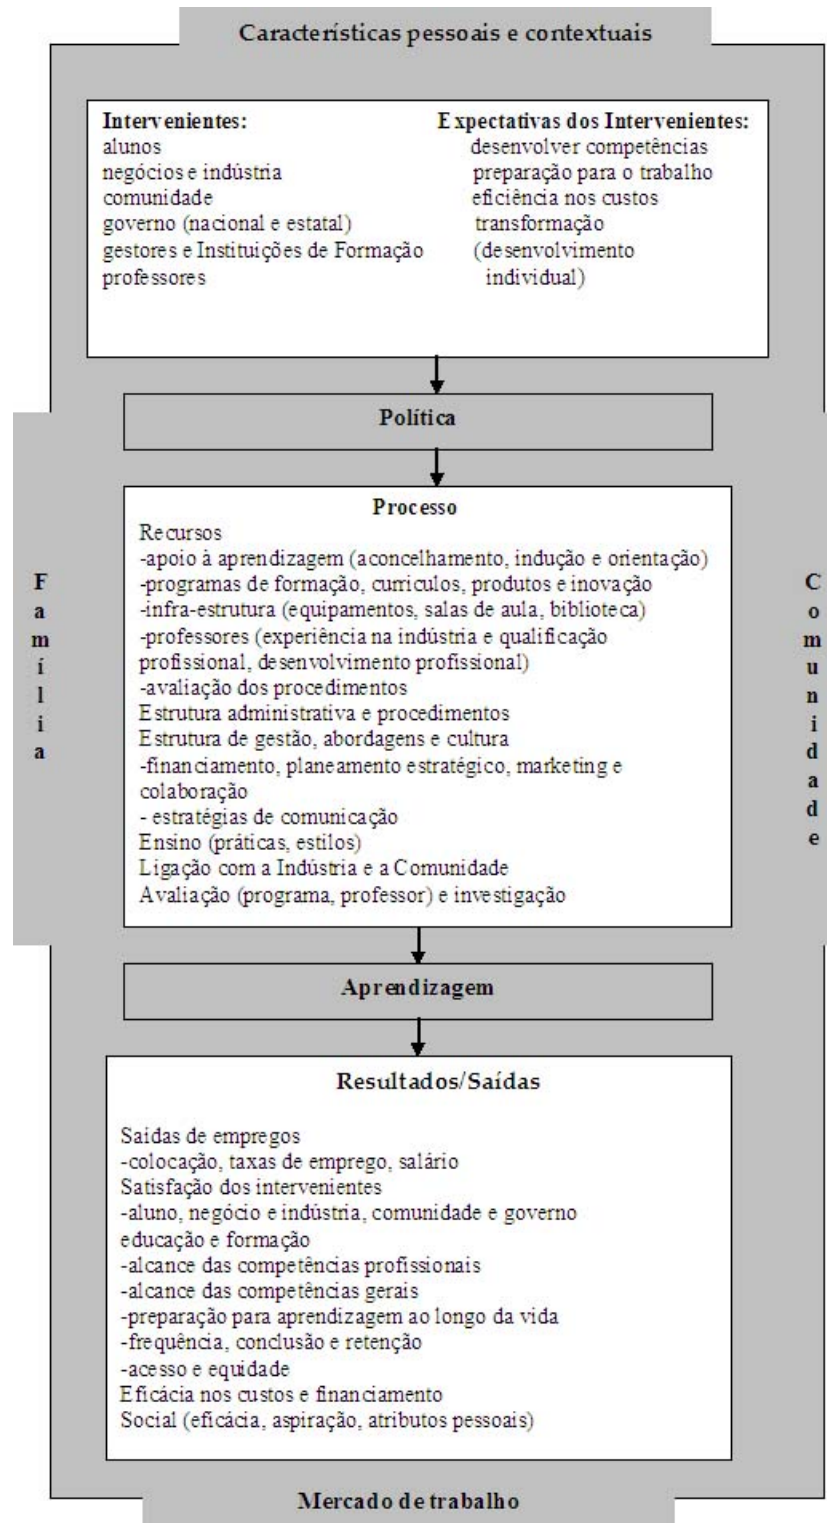 Características pessoais e contextuais
Intervenientes:
alunos
negócios e indústria
comunidade
governo (nacional e estatal)
gestores e Instituições de Formação
professores
Expectativas dos Intervenientes:
desenvolver competências
preparação para o trabalho
eficiência nos custos
transformação
(desenvolvimento
individual)
Política
Família
Processo
Recursos
-apoio à aprendizagem (aconcelhamento, indução e orientação)
-programas de formação, curriculos, produtos e inovação
-infra-estrutura (equipamentos, salas de aula, biblioteca)
-professores (experiência na indústria e qualificação
profissional, desenvolvimento profissional)
-avaliação dos procedimentos
Estrutura administrativa e procedimentos
Estrutura de gestão, abordagens e cultura
-financiamento, planeamento estratégico, marketing e
colaboração
- estratégias de comunicação
Ensino (práticas, estilos)
Ligação com a Indústria e a Comunidade
Avaliação (programa, professor) e investigação
Comunidade
Aprendizagem
Resultados/Saídas
Saídas de empregos
-colocação, taxas de emprego, salário
Satisfação dos intervenientes
-aluno, negócio e indústria, comunidade e governo
educação e formação
-alcance das competências profissionais
-alcance das competências gerais
-preparação para aprendizagem ao longo da vida
-frequência, conclusão e retenção
-acesso e equidade
Eficácia nos custos e financiamento
Social (eficácia, aspiração, atributos pessoais)
Mercado de trabalho